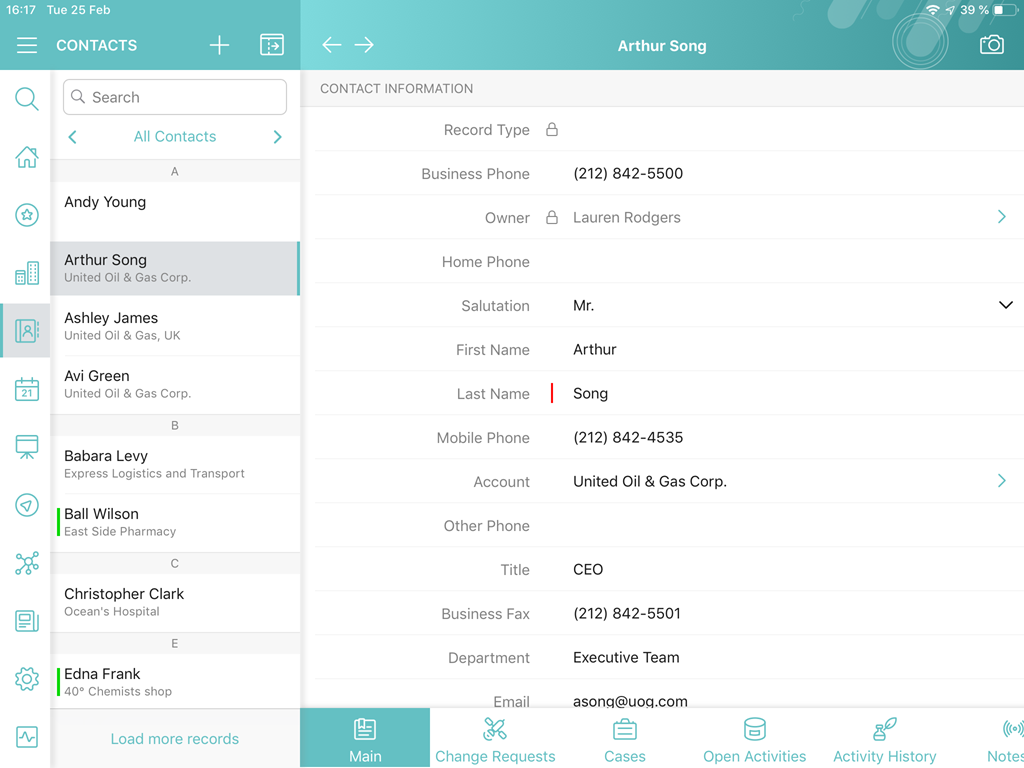 16:17 Tue 25 Feb
39 %
CONTACTS
Arthur Song
Search
All Contacts
A
Andy Young
Arthur Song
United Oil & Gas Corp.
Ashley James
United Oil & Gas, UK
Avi Green
United Oil & Gas Corp.
B
Babara Levy
Express Logistics and Transport
Ball Wilson
East Side Pharmacy
C
Christopher Clark
Ocean's Hospital
E
Edna Frank
40° Chemists shop
Load more records
21
CONTACT INFORMATION
Record Type
Business Phone (212) 842-5500
Owner Lauren Rodgers
Home Phone
Salutation Mr.
First Name Arthur
Last Name Song
Mobile Phone (212) 842-4535
Account United Oil & Gas Corp.
Other Phone
Title CEO
Business Fax (212) 842-5501
Department Executive Team
Email asong@uog.com
Main Change Requests Cases Open Activities Activity History Notes